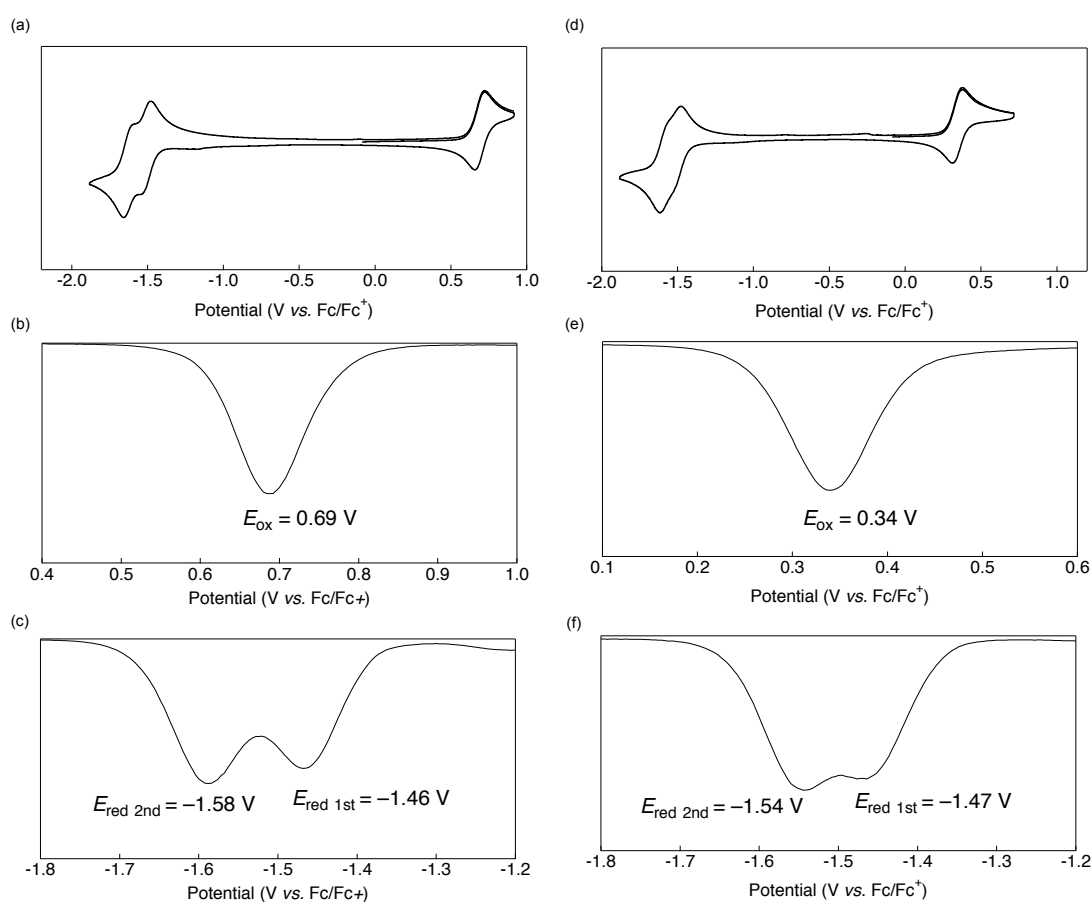 (a)
-2.0 -1.5 -1.0 -0.5 0.0 0.5 1.0
Potential (V vs. Fc/Fc+)
(b)
Eox = 0.69 V
0.4 0.5 0.6 0.7 0.8 0.9 1.0
Potential (V vs. Fc/Fc+)
(c)
Ered 2nd = –1.58 V Ered 1st = –1.46 V
-1.8 -1.7 -1.6 -1.5 -1.4 -1.3 -1.2
Potential (V vs. Fc/Fc+)
(d)
-2.0 -1.5 -1.0 -0.5 0.0 0.5 1.0
Potential (V vs. Fc/Fc+)
(e)
Eox = 0.34 V
0.1 0.2 0.3 0.4 0.5 0.6
Potential (V vs. Fc/Fc+)
(f)
Ered 2nd = –1.54 V Ered 1st = –1.47 V
-1.8 -1.7 -1.6 -1.5 -1.4 -1.3 -1.2
Potential (V vs. Fc/Fc+)